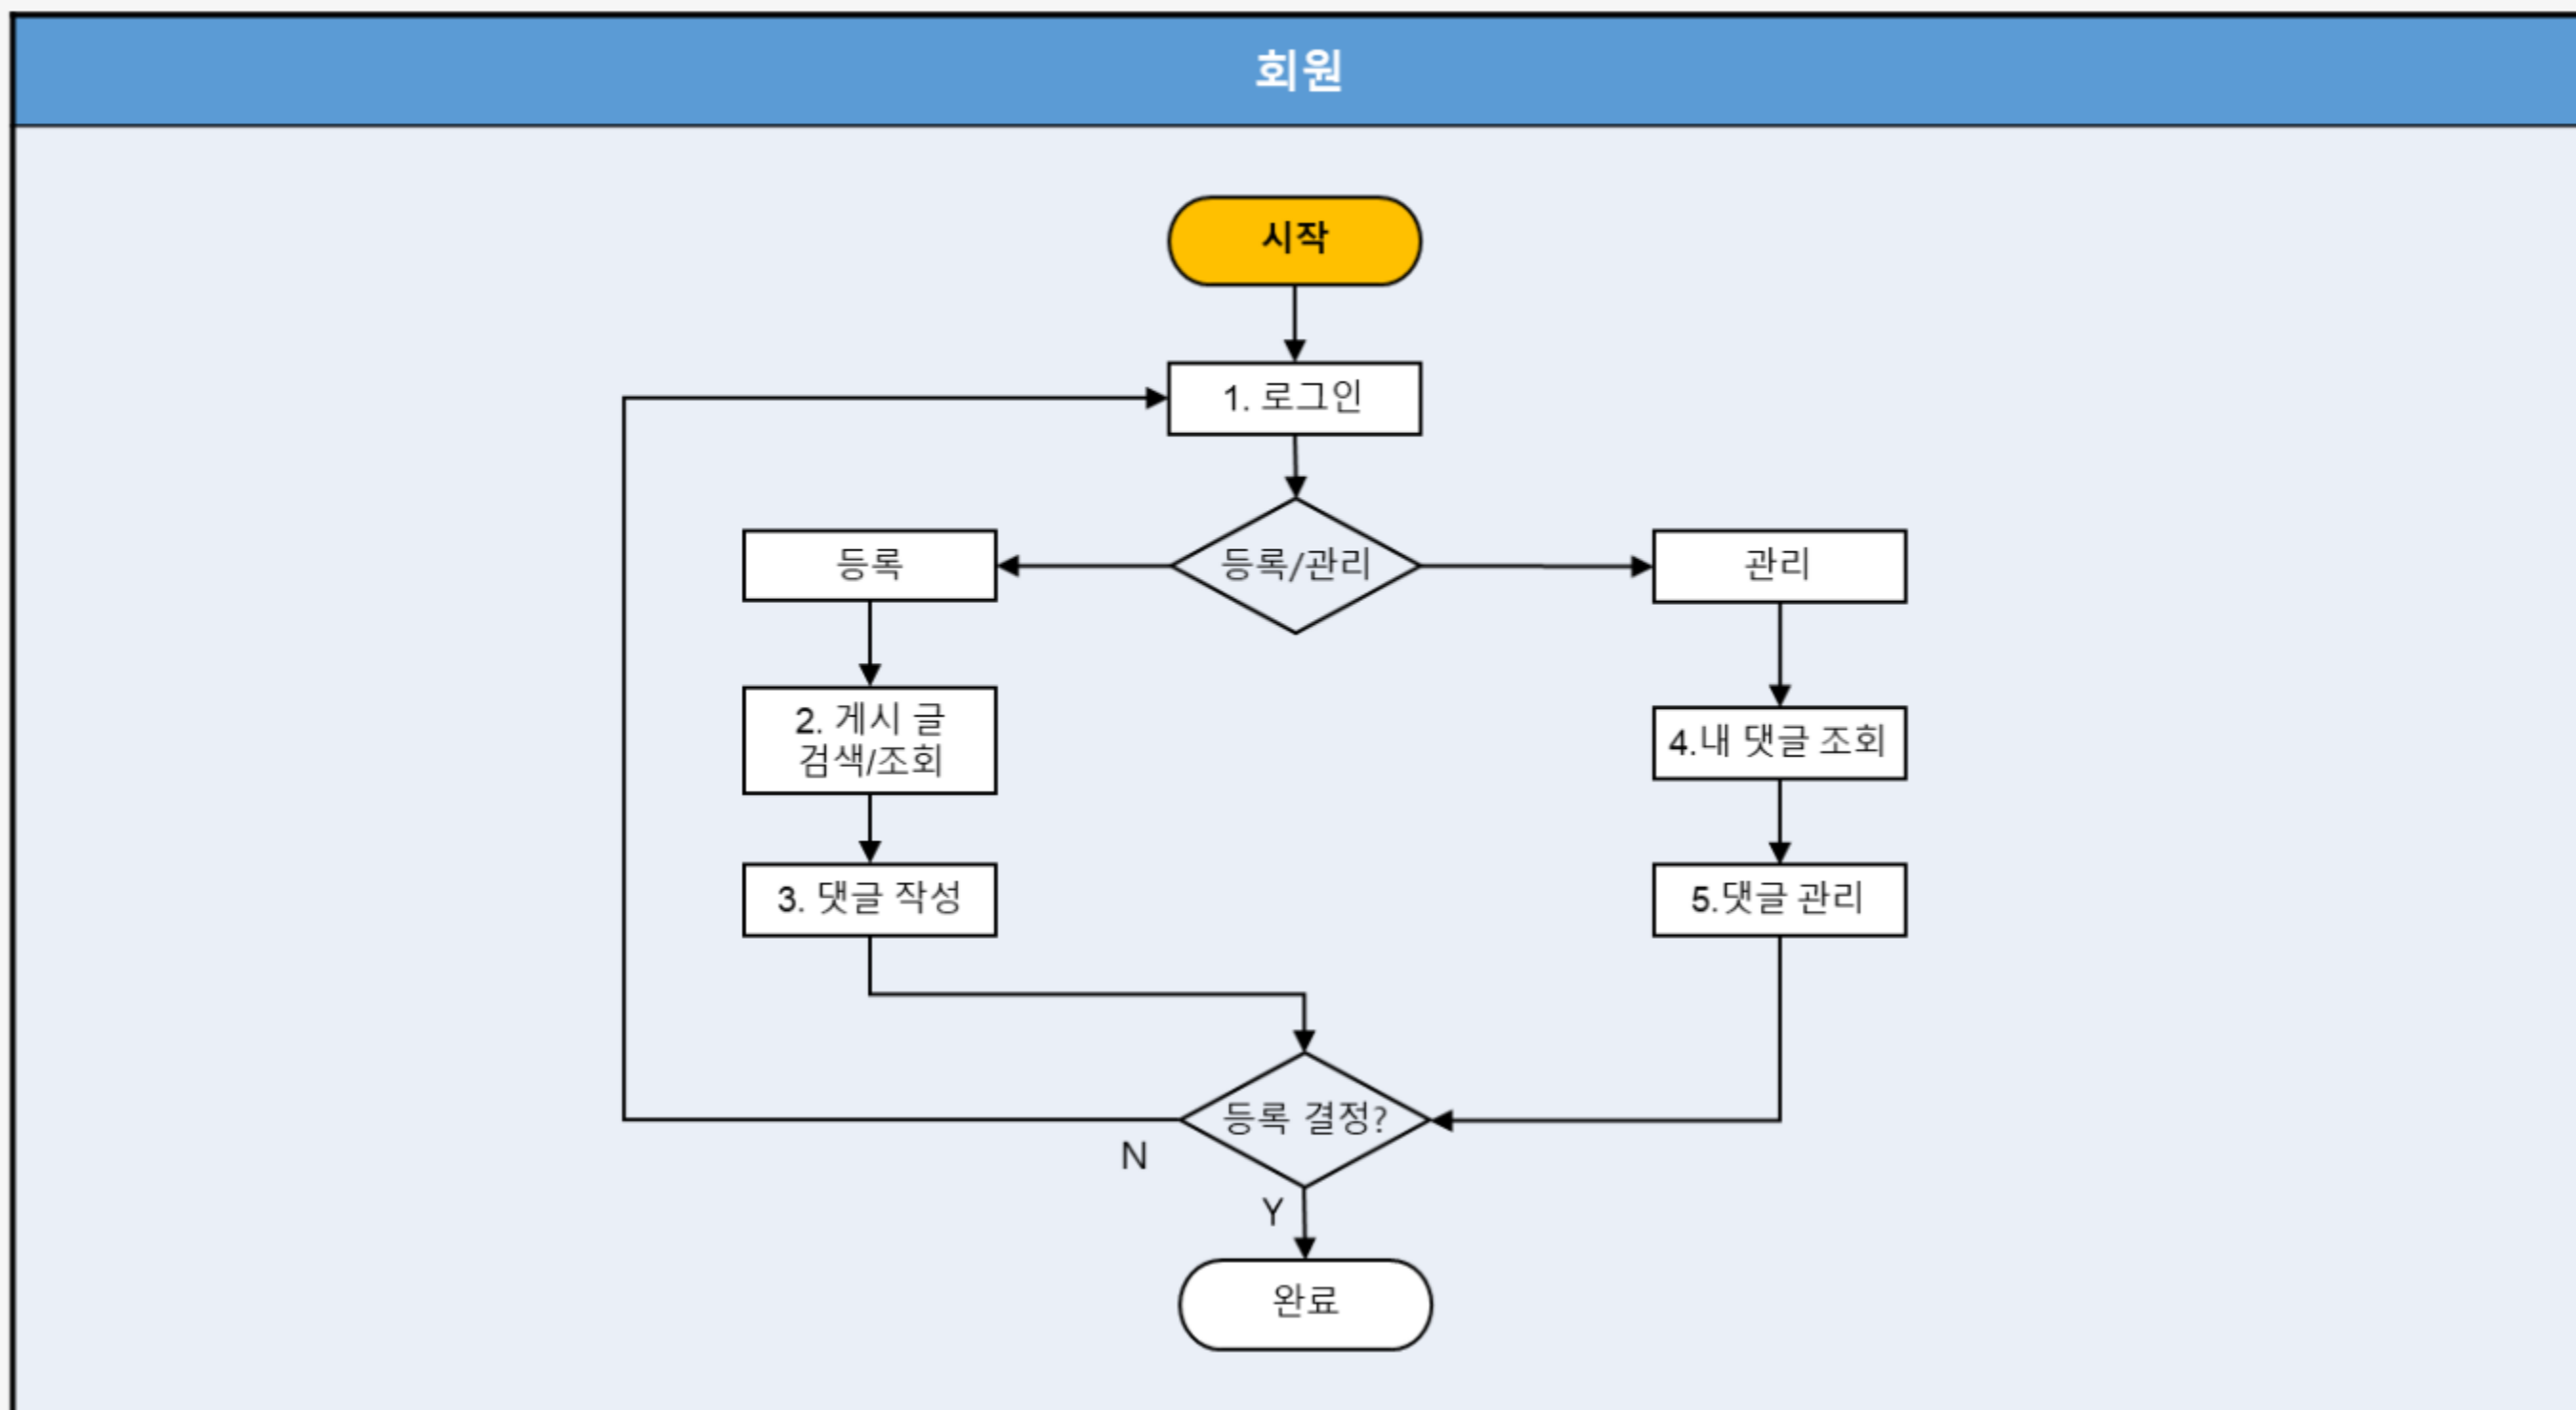 회원
시작
1. 로그인
등록
등록/관리
관리
2. 게시 글
검색/조회
4.내 댓글 조회
3. 댓글 작성
5.댓글 관리
등록 결정?
N
Y
완료